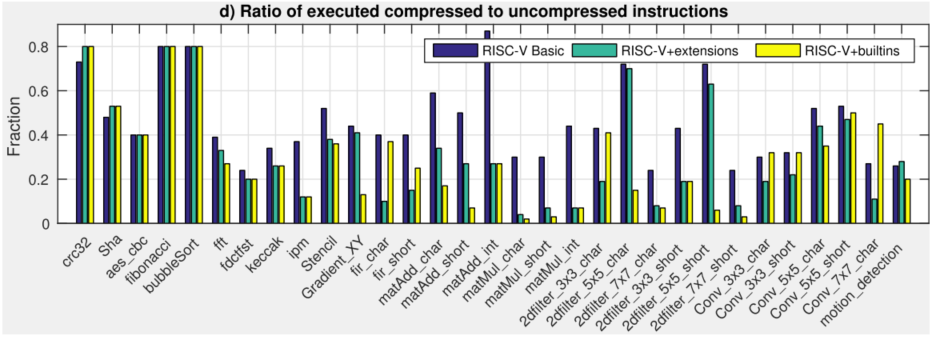 d) Ratio of executed compressed to uncompressed instructions
RISC-V Basic RISC-V+extensions RISC-V+builtins
Fraction
0.8
0.6
0.4
0.2
0
crc32
Sha
aes_cbc
fibonacci
bubbleSort
fft
fdctfst
keccak
ipm
Stencil
Gradient_XY
fir_char
fir_short
matAdd_char
matAdd_short
matAdd_int
matMul_char
matMul_short
matMul_int
2dfilter_3x3_char
2dfilter_5x5_char
2dfilter_7x7_char
2dfilter_3x3_short
2dfilter_5x5_short
2dfilter_7x7_short
Conv_3x3_char
Conv_3x3_short
Conv_5x5_char
Conv_5x5_short
Conv_7x7_char
motion_detection